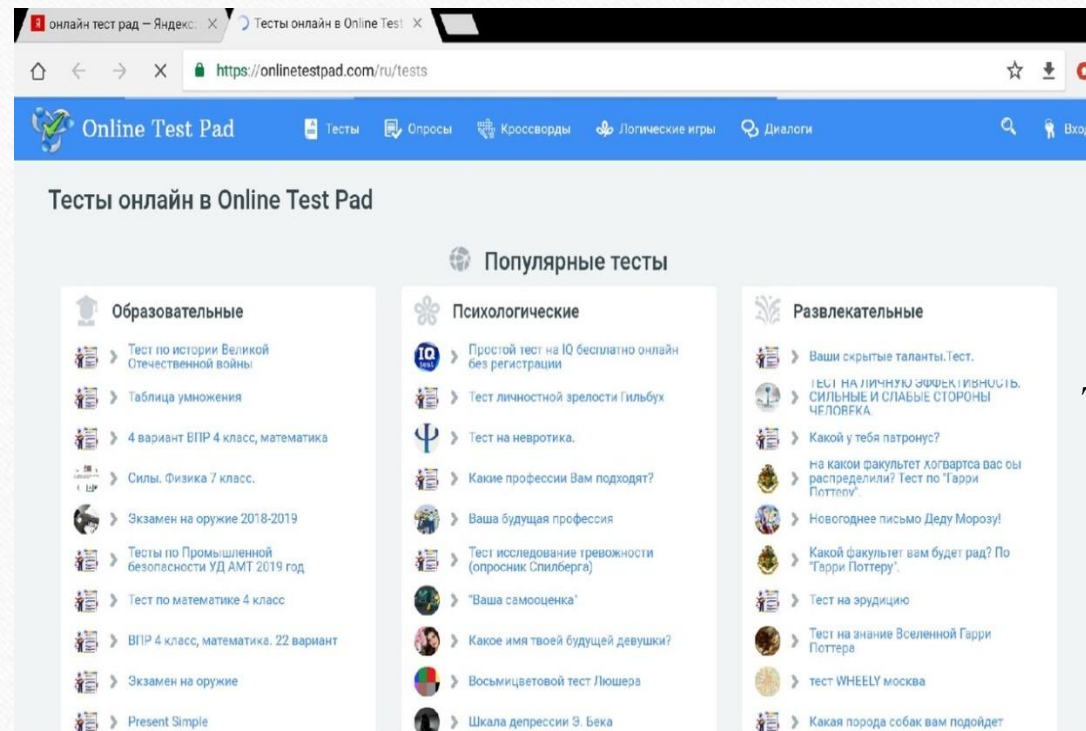 онлайн тест рад — Яндекс:
Тесты онлайн в Online Test
https://onlinetestpad.com/ru/tests
Online Test Pad
Тесты
Опросы
Кроссворды
Логические игры
Диалоги
Вход
Тесты онлайн в Online Test Pad
Популярные тесты
Образовательные
Тест по истории Великой
Отечественной войны
Таблица умножения
4 вариант ВПР 4 класс, математика
Силы. Физика 7 класс.
Экзамен на оружие 2018-2019
Тесты по Промышленной
безопасности УД АМТ 2019 год
Тест по математике 4 класс
ВПР 4 класс, математика. 22 вариант
Экзамен на оружие
Present Simple
Психологические
IQ
test
Простой тест на IQ бесплатно онлайн
без регистрации
Тест личностной зрелости Гильбух
Тест на невротика.
Какие профессии Вам подходят?
Ваша будущая профессия
Тест исследование тревожности
(опросник Спилберга)
"Ваша самооценка"
Какое имя твоей будущей девушки?
Восьмицветовой тест Люшера
Шкала депрессии Э. Бека
Развлекательные
Ваши скрытые таланты.Тест.
ТЕСТ НА ЛИЧНУЮ ЭФФЕКТИВНОСТЬ.
СИЛЬНЫЕ И СЛАБЫЕ СТОРОНЫ
ЧЕЛОВЕКА
Какой у тебя патронус?
На какой факультет Хогвартса вас бы
распределили? Тест по "Гарри
Поттеру".
Новогоднее письмо Деду Морозу!
Какой факультет вам будет рад? По
"Гарри Поттеру".
Тест на эрудицию
Тест на знание Вселенной Гарри
Поттера
тест WHEELY москва
Какая порода собак вам подойдет